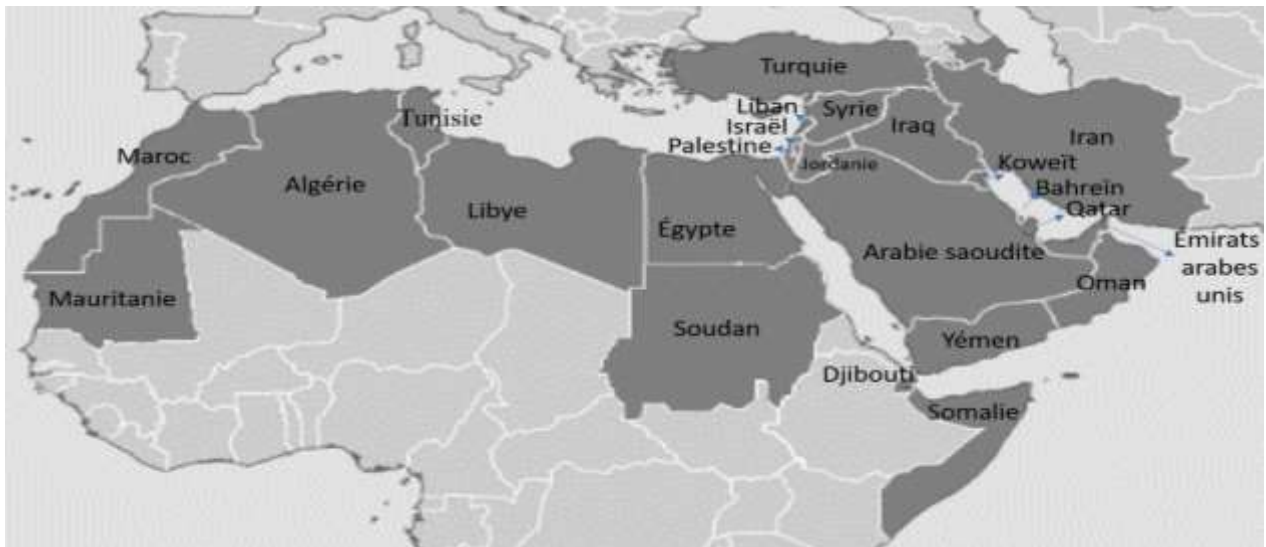 Turquie
Liban
Syrie
Tunisie
Israël
Iraq
Iran
Palestine
Maroc
Jordanie
Koweït
Algérie
Bahreïn
Libye
Qatar
Égypte
Arabie saoudite
Émirats
arabes
unis
Oman
Mauritanie
Soudan
Yémen
Djibouti
Somalie